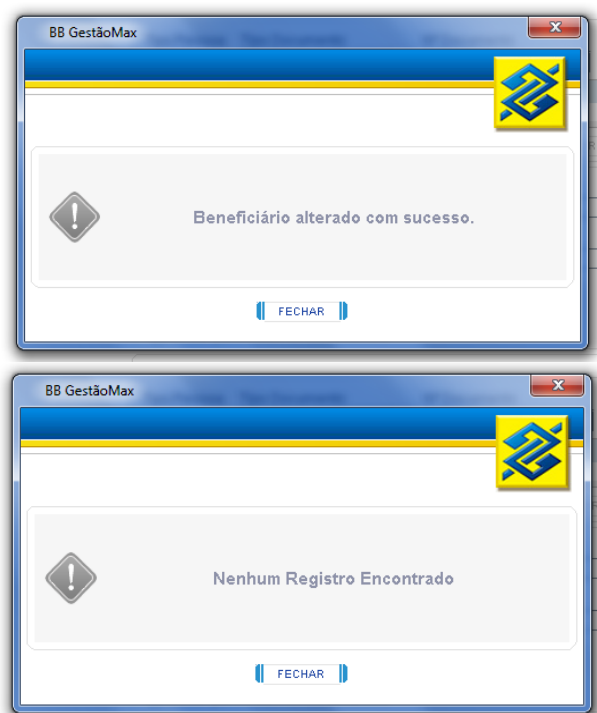 BB GestãoMax
Beneficiário alterado com sucesso.
FECHAR
BB GestãoMax
Nenhum Registro Encontrado
FECHAR